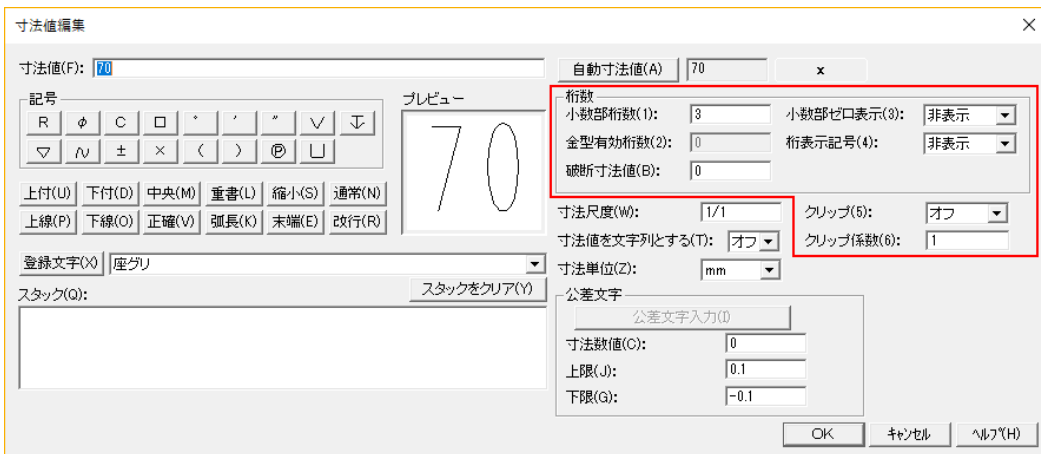 寸法値編集
寸法値(F): 70
自動寸法値(A) 70 x
記号
R φ C □ ° ′ ″ ∨ ↧
▽ ∿ ± × ( ) Ⓟ ⊔
プレビュー
70
上付(U) 下付(D) 中央(M) 重書(L) 縮小(S) 通常(N)
上線(P) 下線(O) 正確(V) 弧長(K) 末端(E) 改行(R)
登録文字(X) 座グリ
スタック(Q): スタックをクリア(Y)
桁数
小数部桁数(1): 3 小数部ゼロ表示(3): 非表示
金型有効桁数(2): 0 桁表示記号(4): 非表示
破断寸法値(B): 0
寸法尺度(W): 1/1 クリップ(5): オフ
寸法値を文字列とする(T): オフ クリップ係数(6): 1
寸法単位(Z): mm
公差文字
公差文字入力(I)
寸法数値(C): 0
上限(J): 0.1
下限(G): -0.1
OK キャンセル ヘルプ(H)